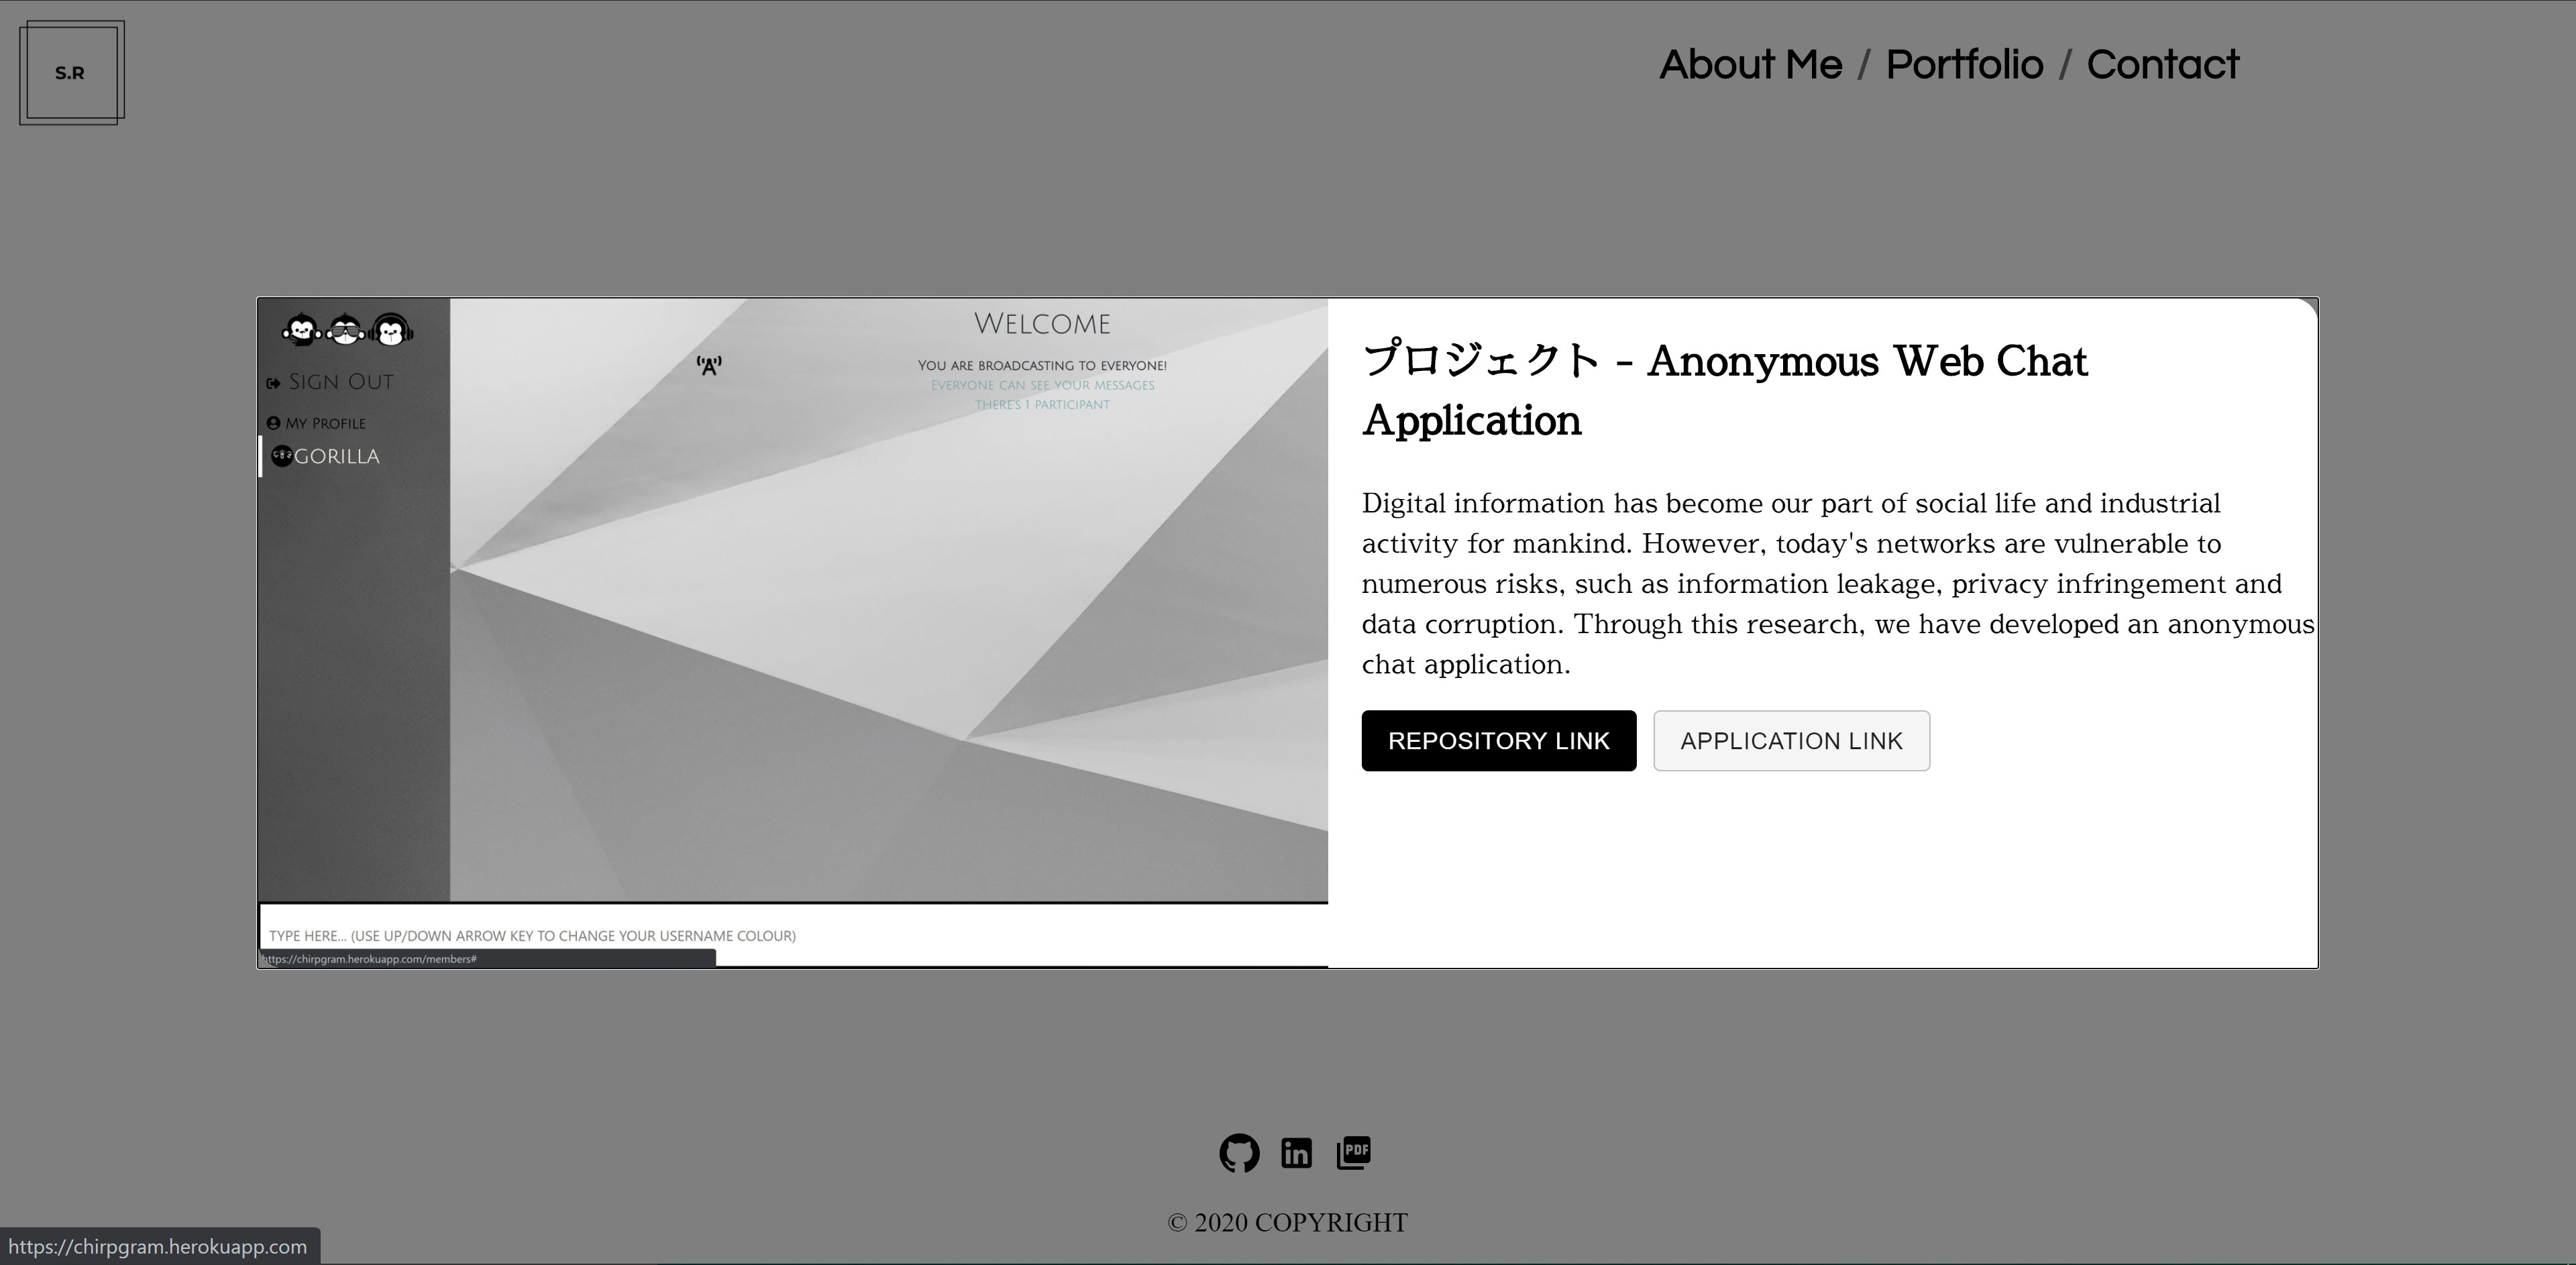 S.R
About Me / Portfolio / Contact
WELCOME
YOU ARE BROADCASTING TO EVERYONE!
EVERYONE CAN SEE YOUR MESSAGES
THERE'S 1 PARTICIPANT
SIGN OUT
MY PROFILE
GORILLA
TYPE HERE... (USE UP/DOWN ARROW KEY TO CHANGE YOUR USERNAME COLOUR)
https://chirpgram.herokuapp.com/members#
プロジェクト - Anonymous Web Chat
Application
Digital information has become our part of social life and industrial
activity for mankind. However, today's networks are vulnerable to
numerous risks, such as information leakage, privacy infringement and
data corruption. Through this research, we have developed an anonymous
chat application.
REPOSITORY LINK APPLICATION LINK
in PDF
© 2020 COPYRIGHT
https://chirpgram.herokuapp.com